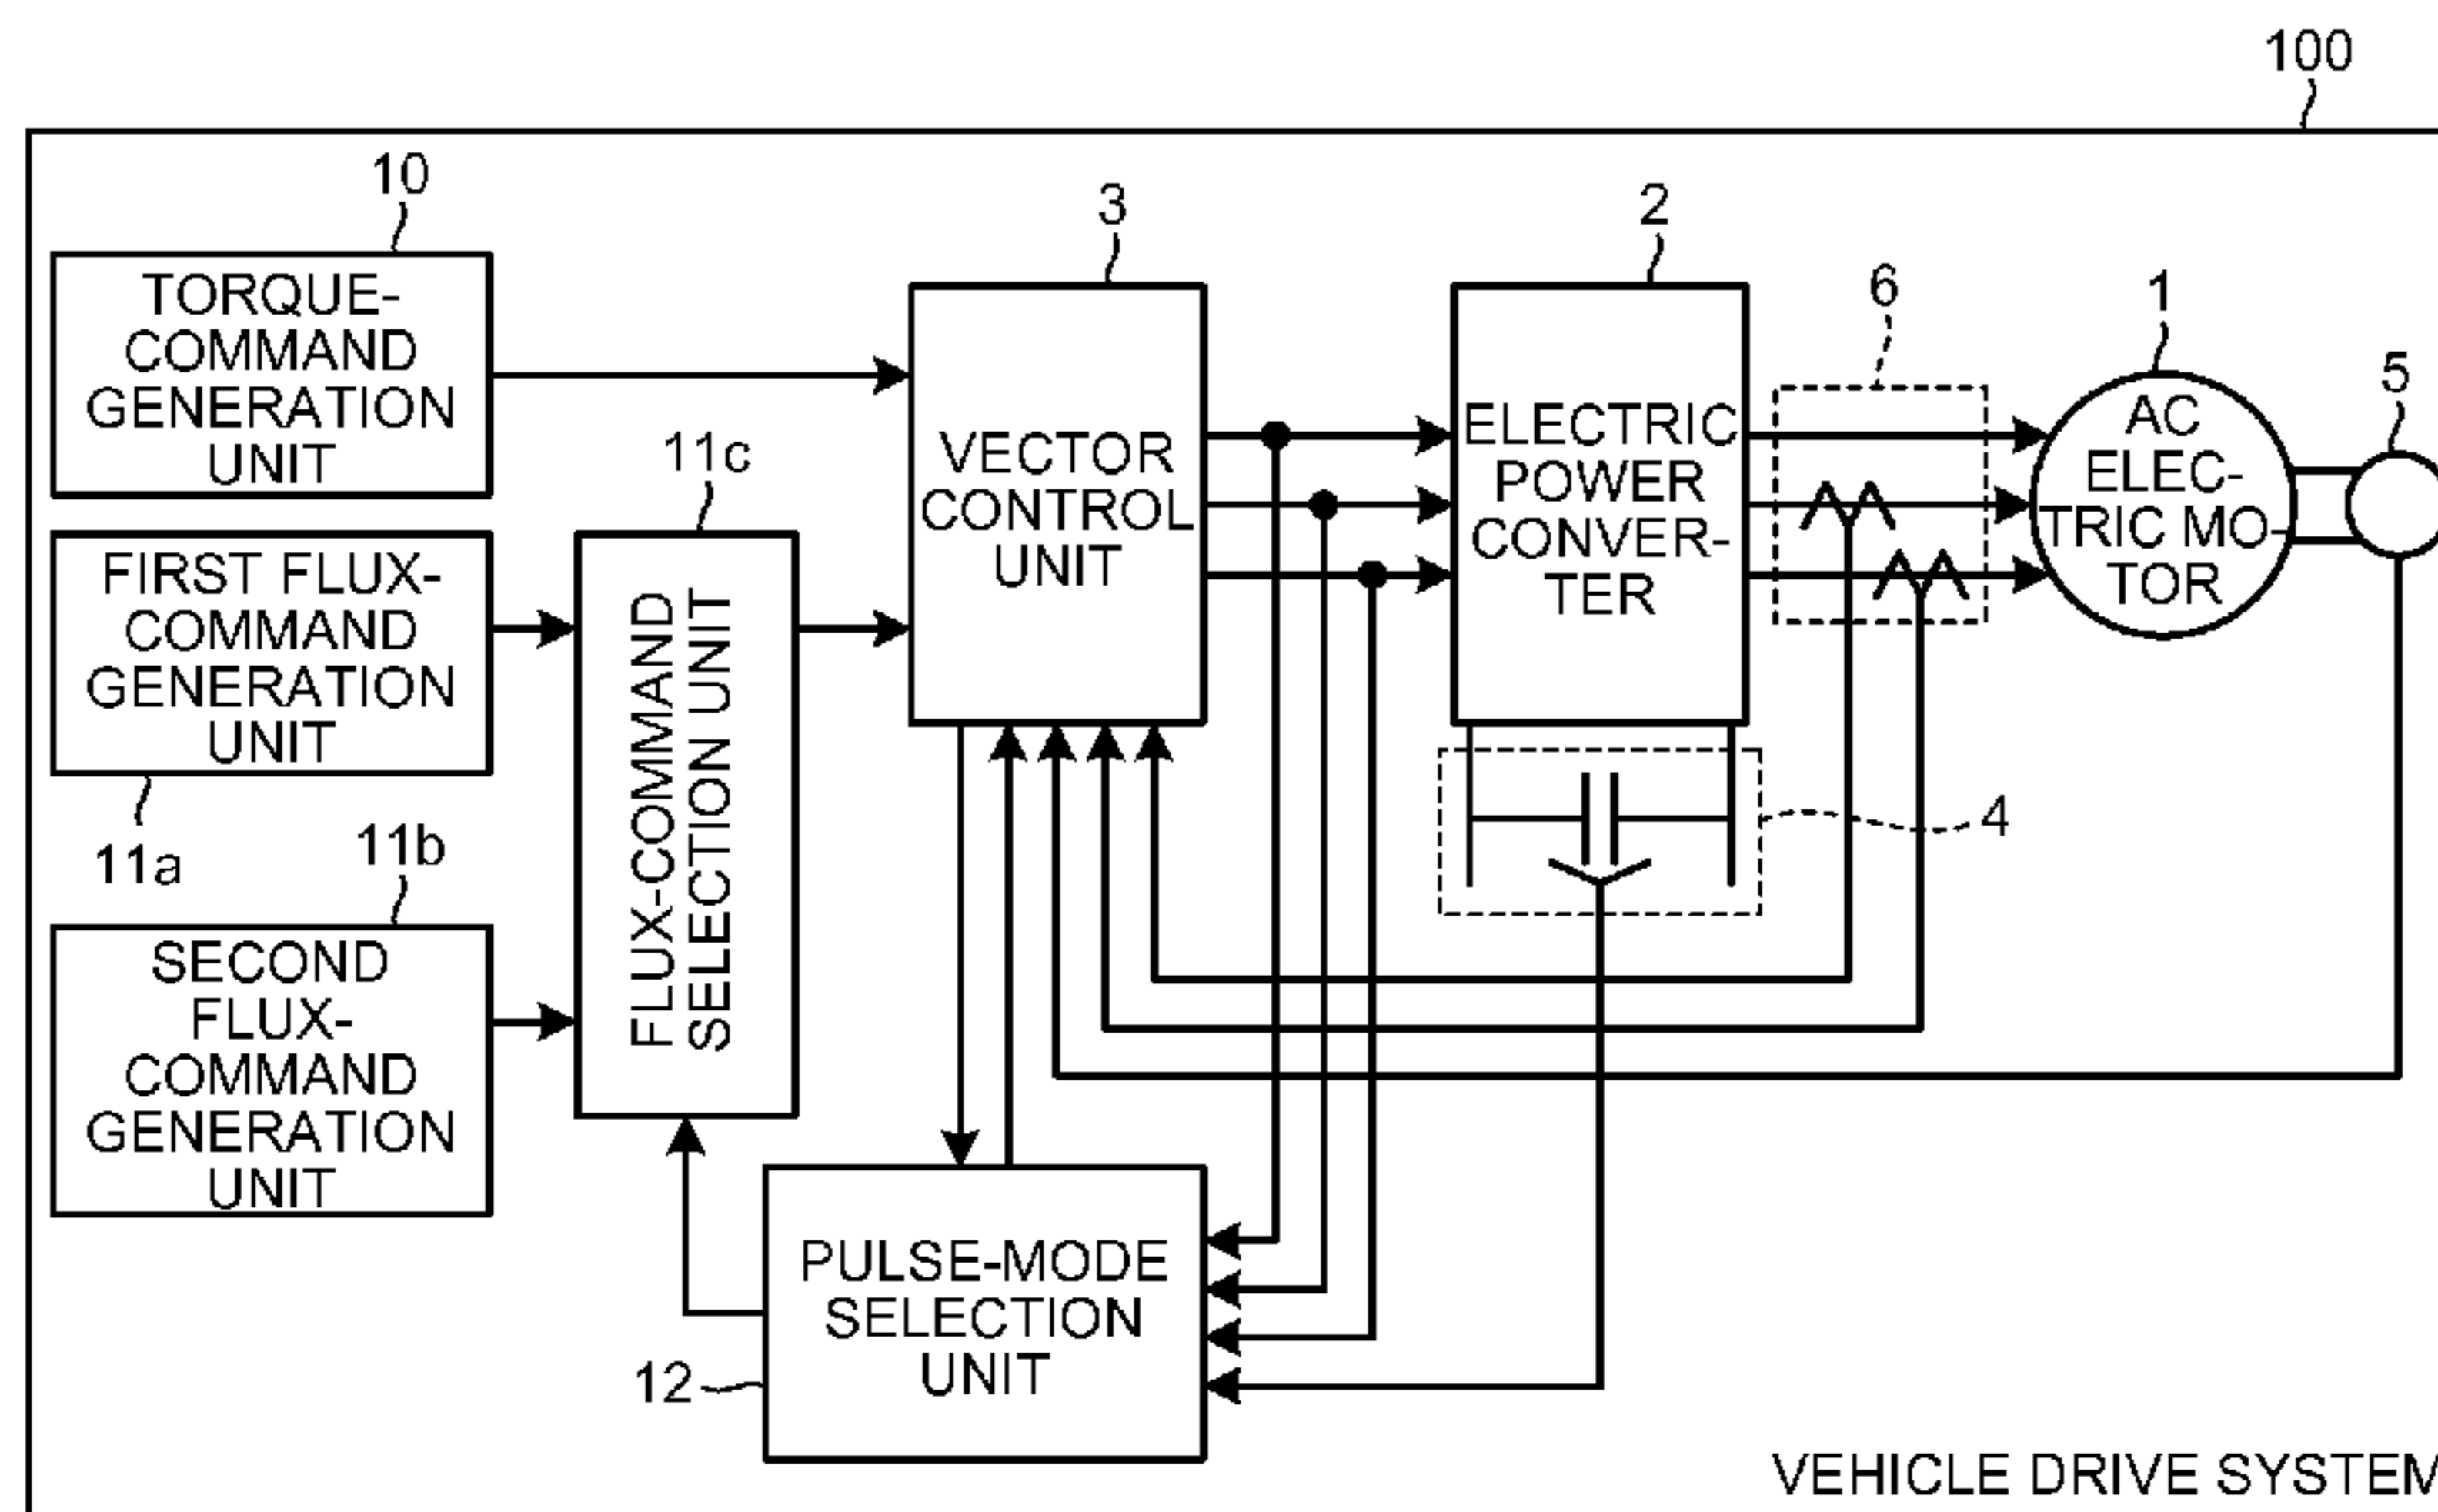 100
10
TORQUE-
COMMAND
GENERATION
UNIT
3
VECTOR
CONTROL
UNIT
2
ELECTRIC
POWER
CONVER-
TER
6
1
AC
ELEC-
TRIC MO-
TOR
5
FIRST FLUX-
COMMAND
GENERATION
UNIT
11a
11c
FLUX-COMMAND
SELECTION UNIT
4
11b
SECOND
FLUX-
COMMAND
GENERATION
UNIT
PULSE-MODE
SELECTION
UNIT
12
VEHICLE DRIVE SYSTEM